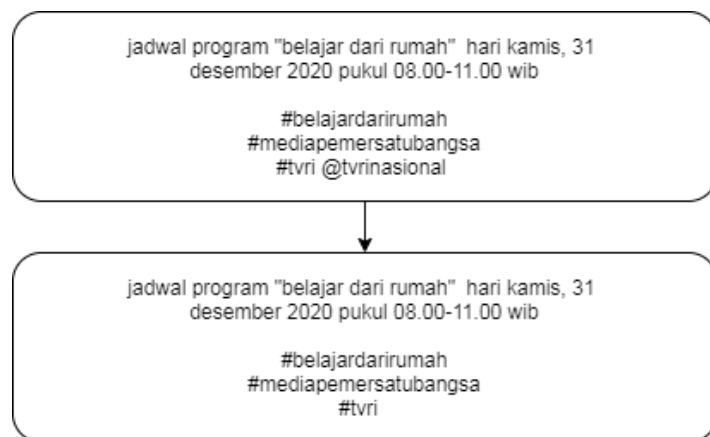 jadwal program "belajar dari rumah"  hari kamis, 31
desember 2020 pukul 08.00-11.00 wib
#belajardarirumah
#mediapemersatubangsa
#tvri @tvrinasional
jadwal program "belajar dari rumah"  hari kamis, 31
desember 2020 pukul 08.00-11.00 wib
#belajardarirumah
#mediapemersatubangsa
#tvri